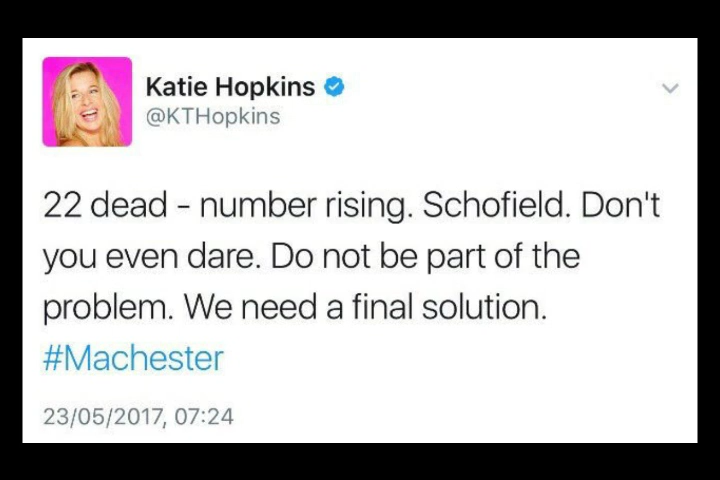 Katie Hopkins
@KTHopkins
22 dead - number rising. Schofield. Don't
you even dare. Do not be part of the
problem. We need a final solution.
#Machester
23/05/2017, 07:24